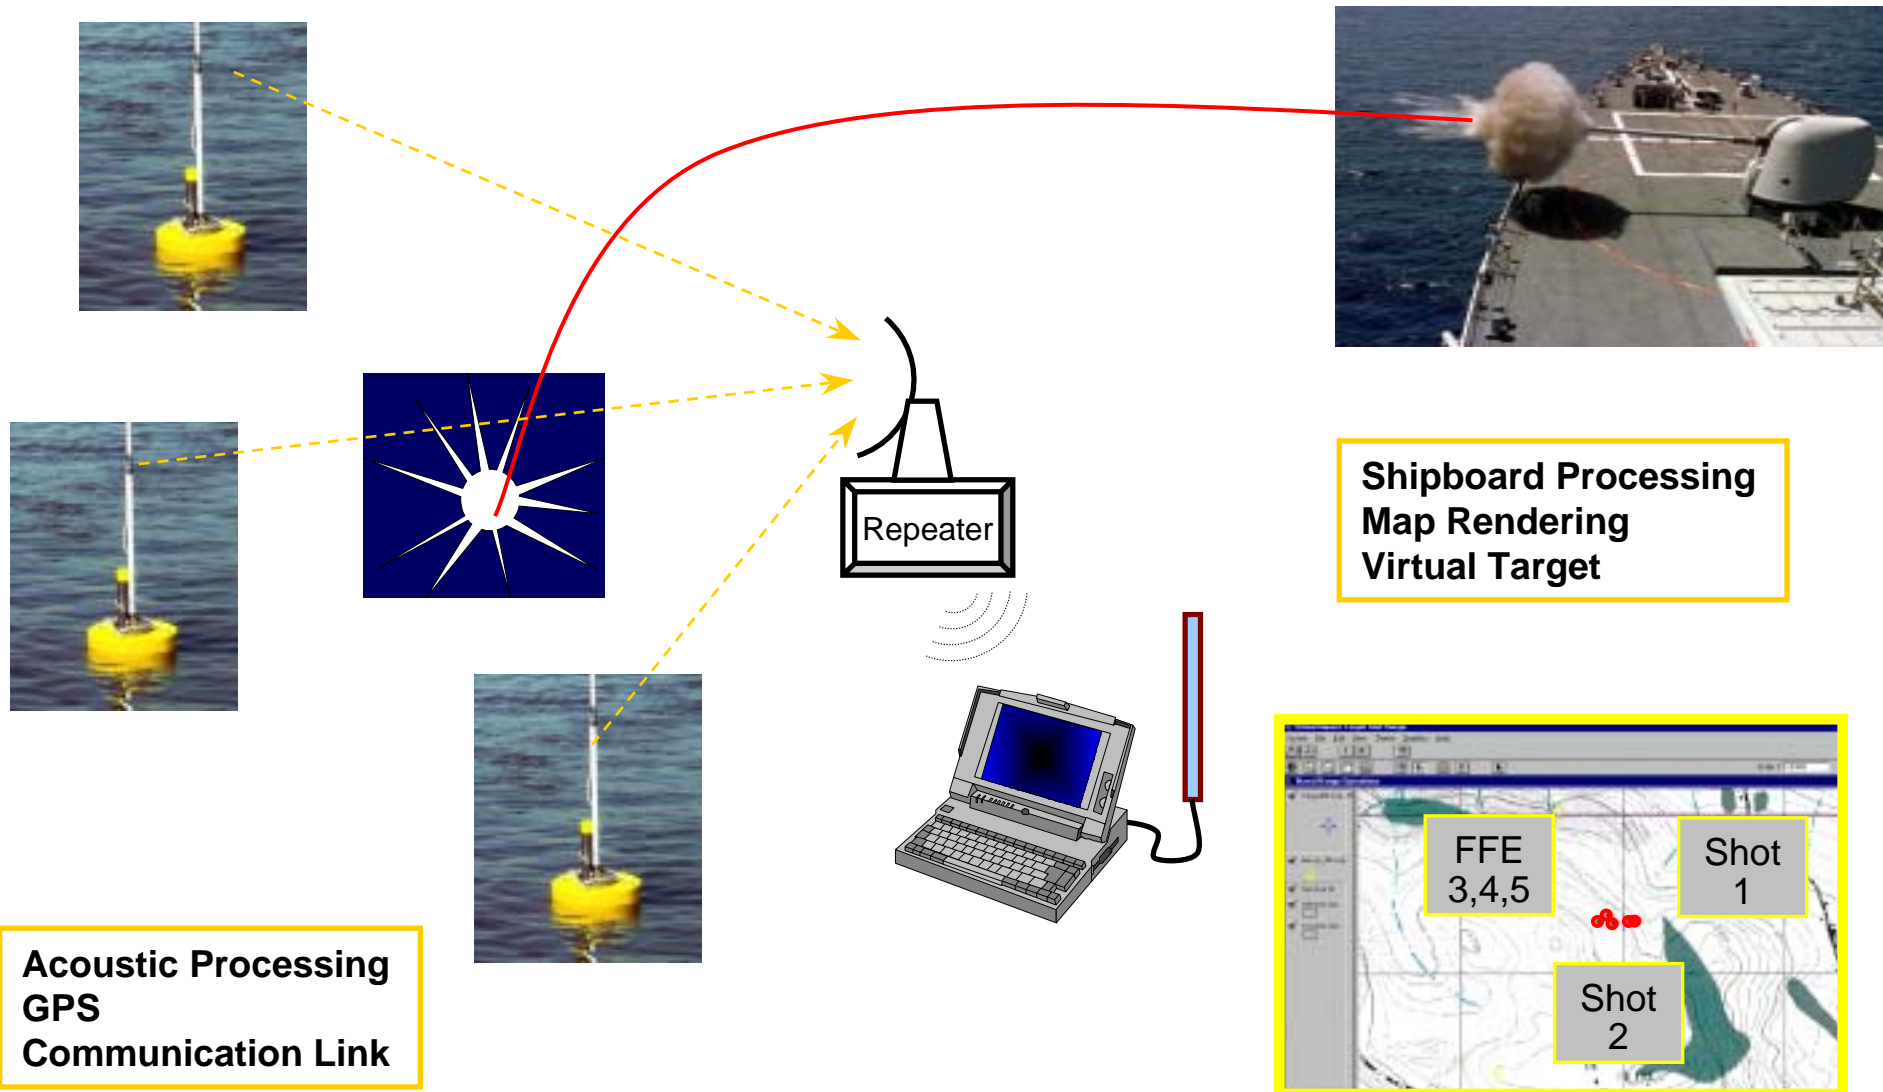 Repeater
Shipboard Processing
Map Rendering
Virtual Target
FFE
3,4,5
Shot
1
Shot
2
Acoustic Processing
GPS
Communication Link